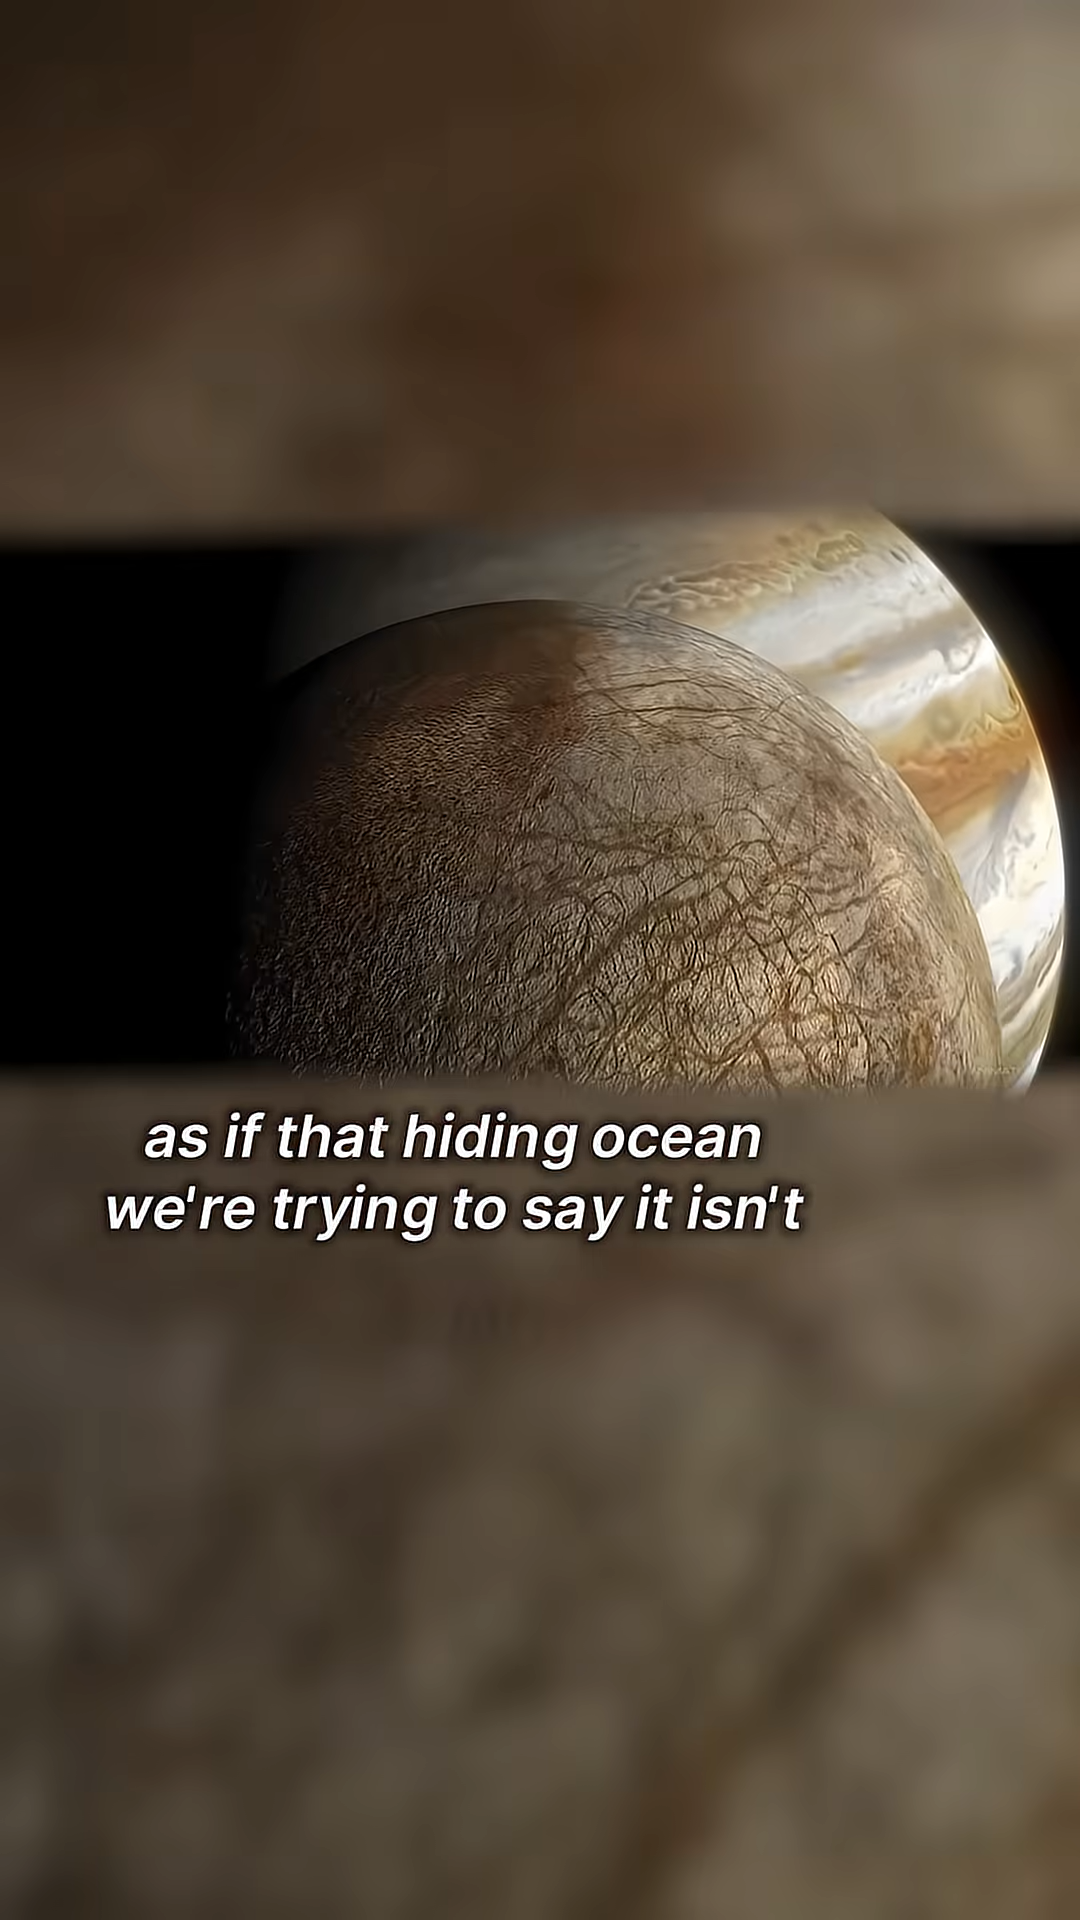 as if that hiding ocean
we're trying to say it isn't